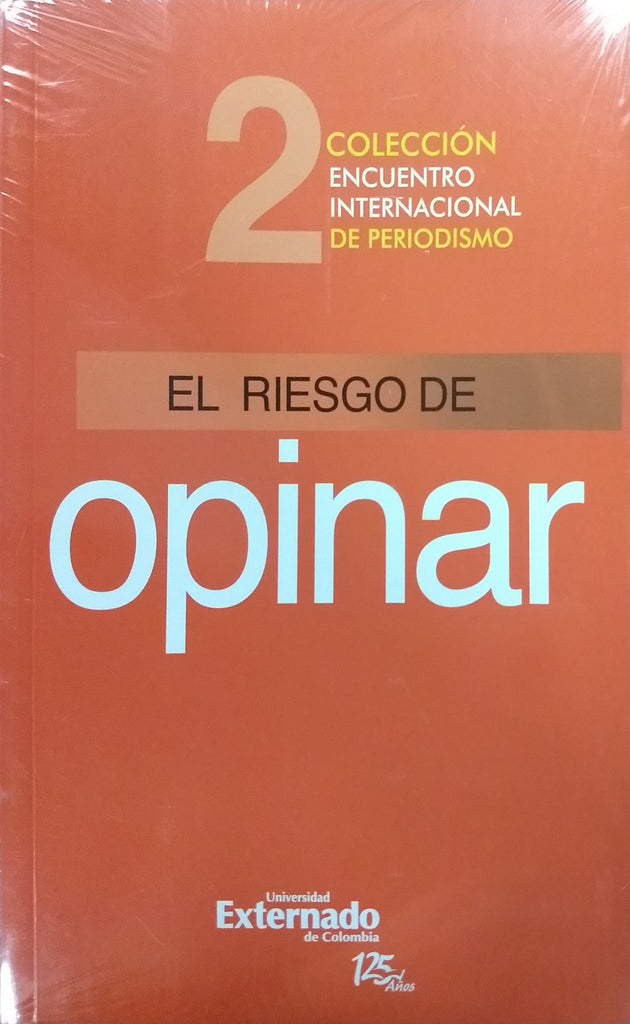 2
COLECCIÓN
ENCUENTRO
INTERNACIONAL
DE PERIODISMO
EL RIESGO DE
opinar
Universidad
Externado
de Colombia
125
Años